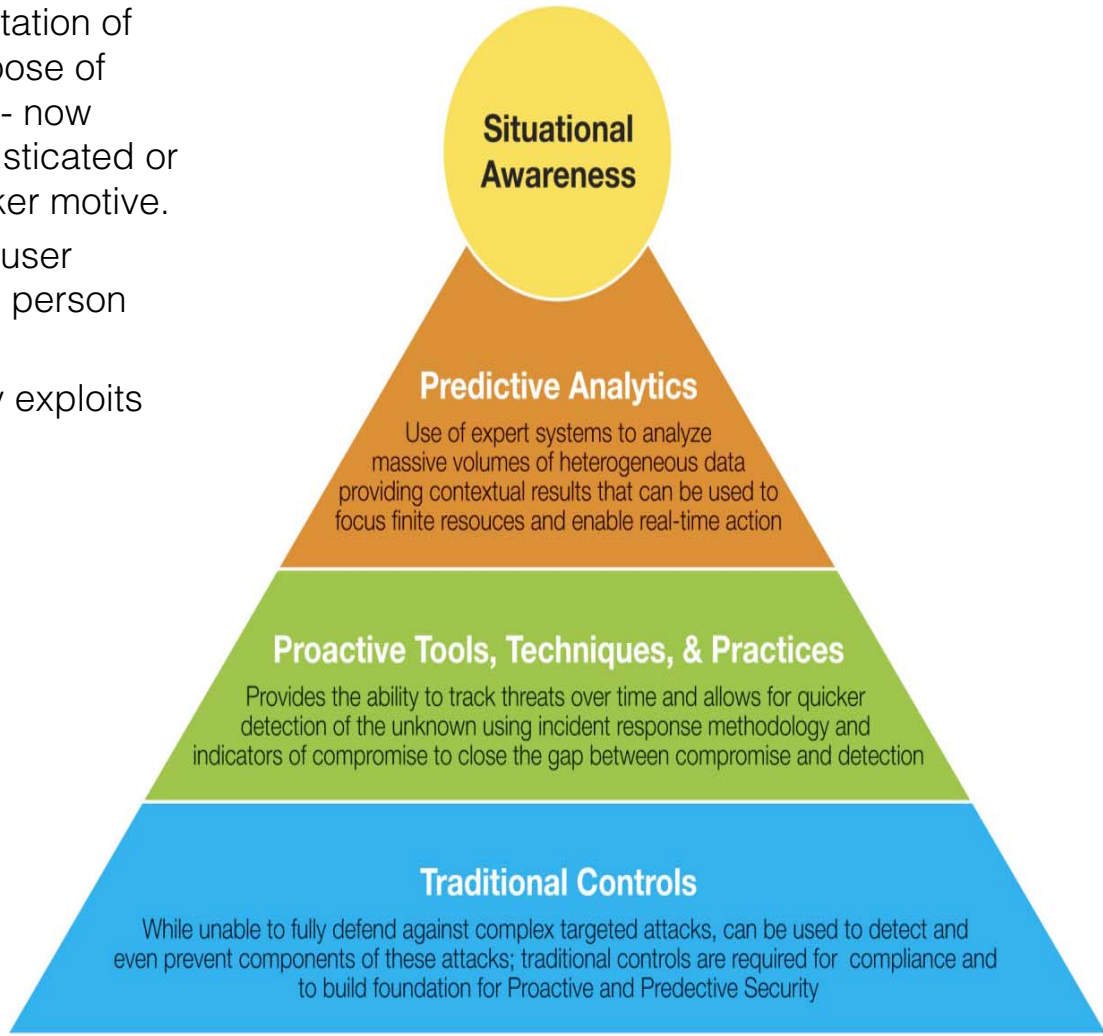 tation of
pose of
- now
sticated or
ker motive.
user
person
y exploits
Situational
Awareness
Predictive Analytics
Use of expert systems to analyze
massive volumes of heterogeneous data
providing contextual results that can be used to
focus finite resouces and enable real-time action
Proactive Tools, Techniques, & Practices
Provides the ability to track threats over time and allows for quicker
detection of the unknown using incident response methodology and
indicators of compromise to close the gap between compromise and detection
Traditional Controls
While unable to fully defend against complex targeted attacks, can be used to detect and
even prevent components of these attacks; traditional controls are required for compliance and
to build foundation for Proactive and Predective Security